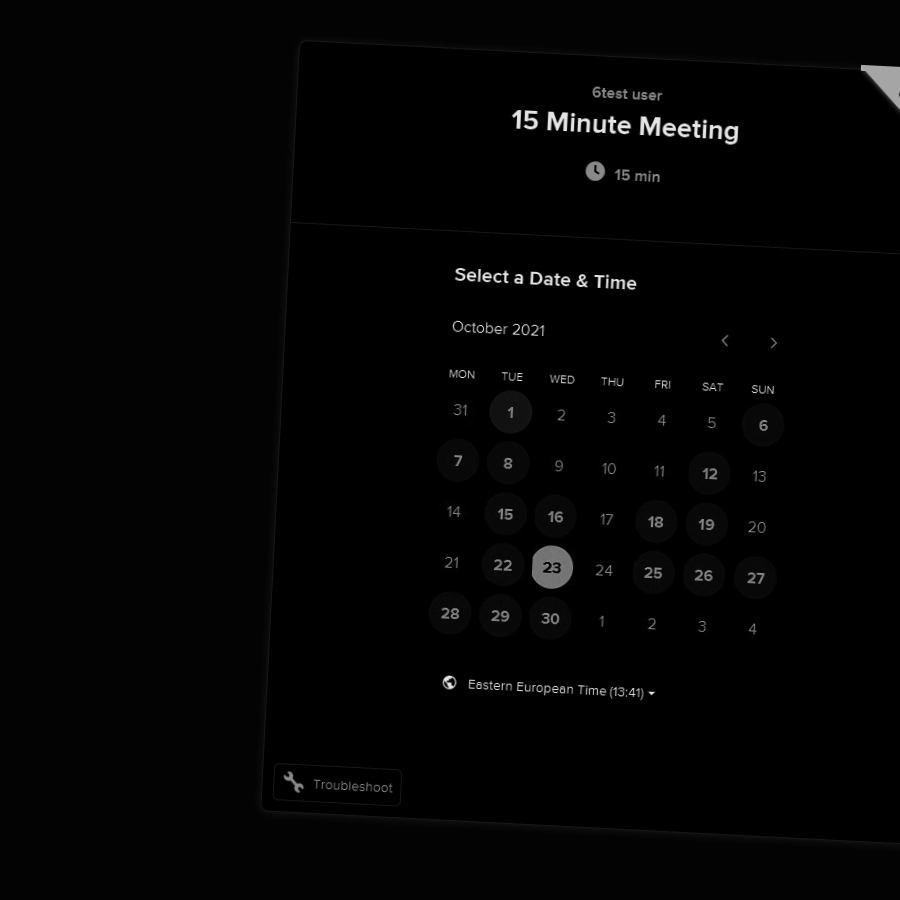 6test user
15 Minute Meeting
15 min
Select a Date & Time
October 2021
MON TUE WED THU FRI SAT SUN
31 1 2 3 4 5 6
7 8 9 10 11 12 13
14 15 16 17 18 19 20
21 22 23 24 25 26 27
28 29 30 1 2 3 4
Eastern European Time (13:41)
Troubleshoot